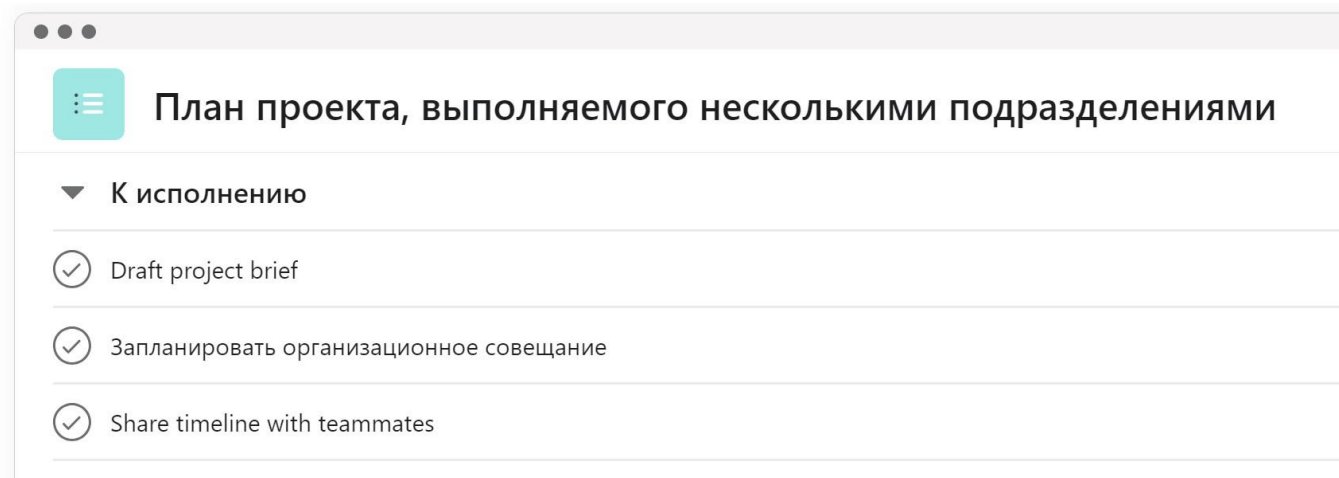 План проекта, выполняемого несколькими подразделениями
К исполнению
Draft project brief
Запланировать организационное совещание
Share timeline with teammates